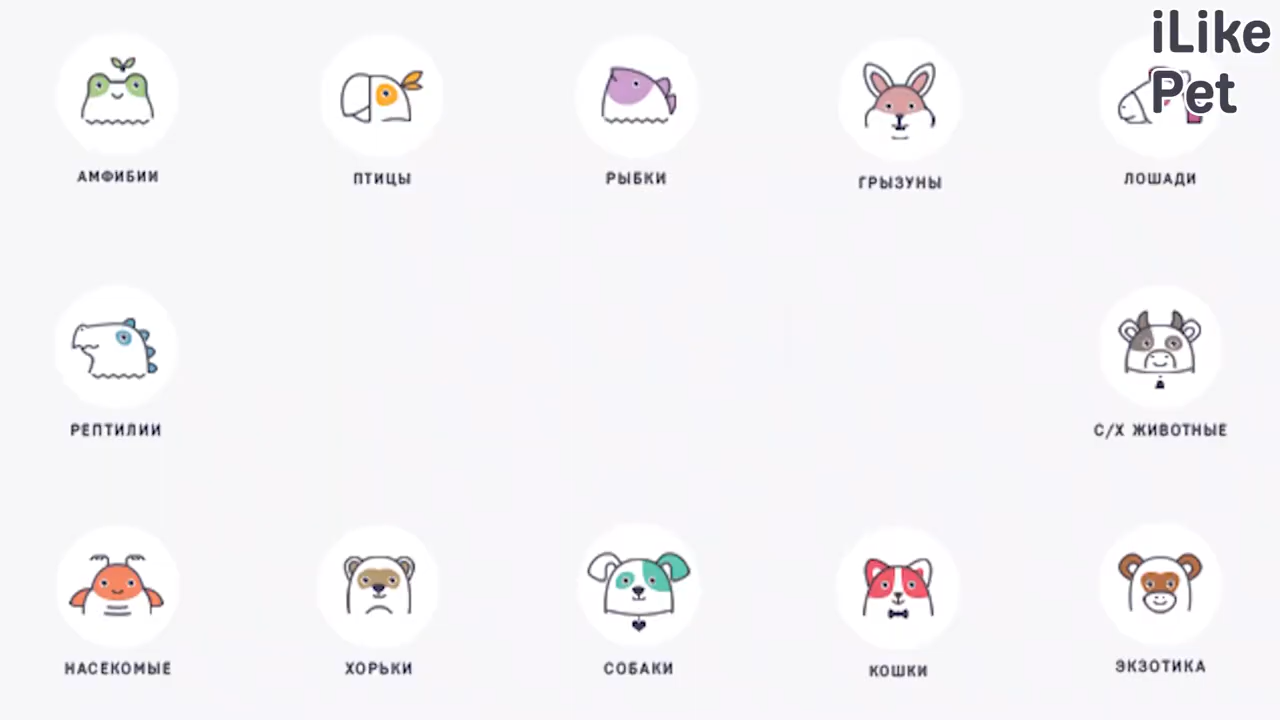 iLike
Pet
АМФИБИИ
ПТИЦЫ
РЫБКИ
ГРЫЗУНЫ
ЛОШАДИ
РЕПТИЛИИ
С/Х ЖИВОТНЫЕ
НАСЕКОМЫЕ
ХОРЬКИ
СОБАКИ
КОШКИ
ЭКЗОТИКА